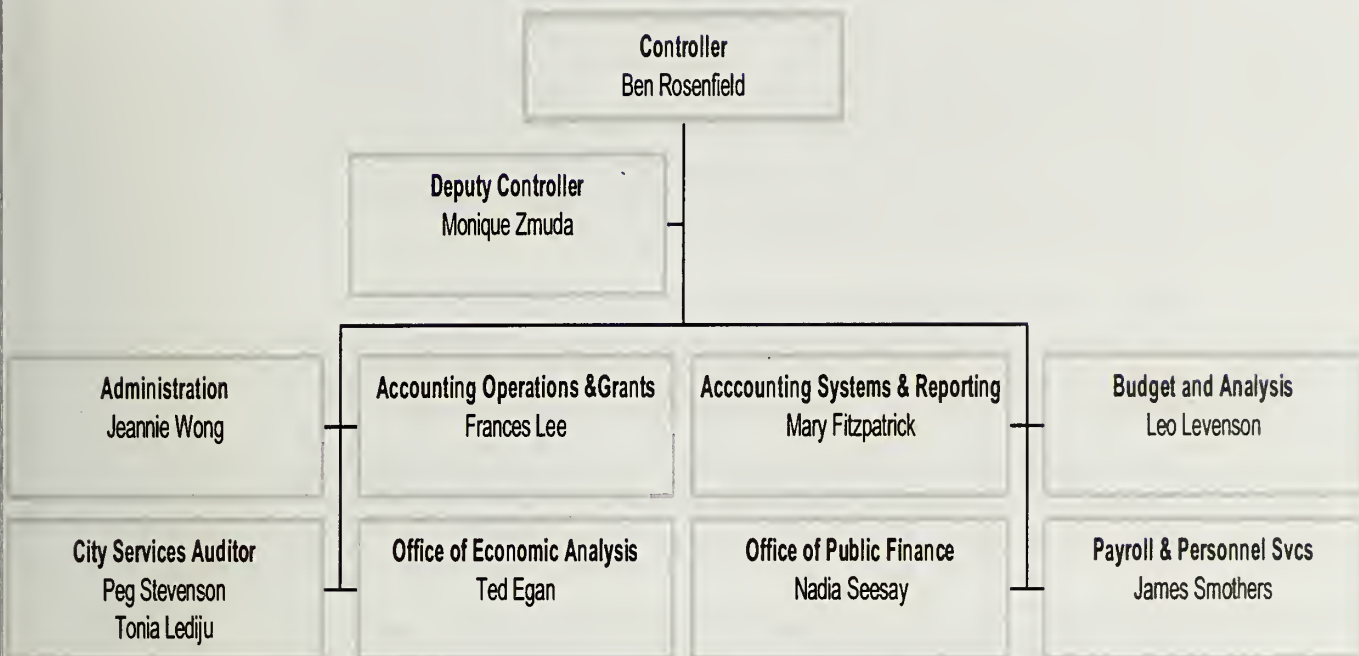 Controller
Ben Rosenfield
Deputy Controller
Monique Zmuda
Administration
Jeannie Wong
Accounting Operations &Grants
Frances Lee
Acccounting Systems & Reporting
Mary Fitzpatrick
Budget and Analysis
Leo Levenson
City Services Auditor
Peg Stevenson
Tonia Lediju
Office of Economic Analysis
Ted Egan
Office of Public Finance
Nadia Seesay
Payroll & Personnel Svcs
James Smothers